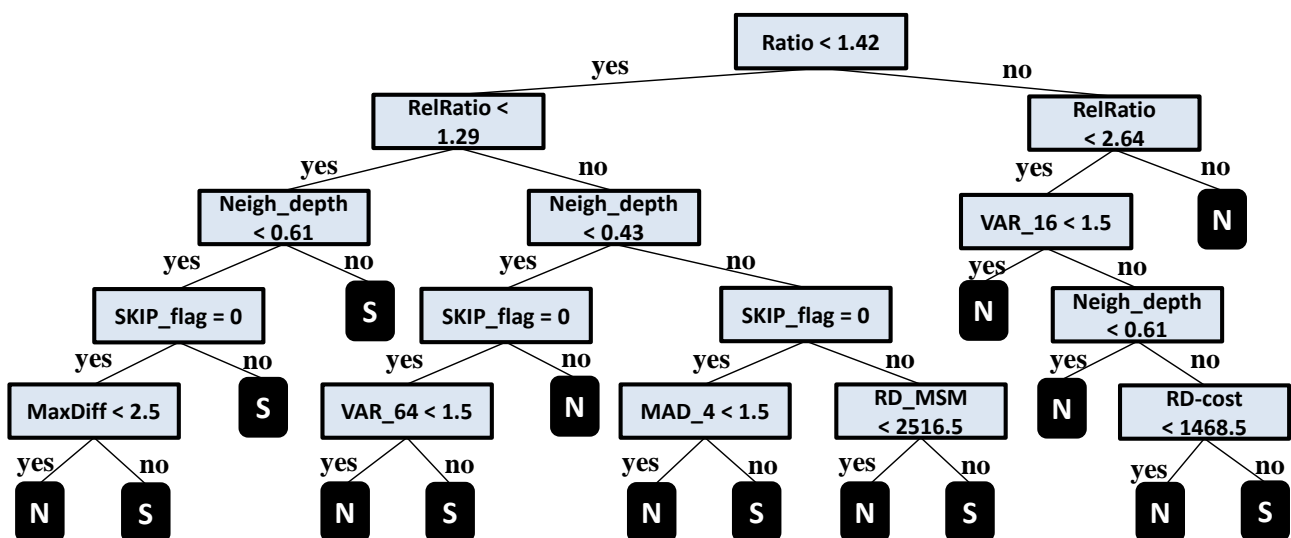 Ratio < 1.42
yes
no
RelRatio <
1.29
RelRatio
< 2.64
yes
no
yes
no
Neigh_depth
< 0.61
Neigh_depth
< 0.43
VAR_16 < 1.5
N
yes
no
yes
no
yes
no
SKIP_flag = 0
S
SKIP_flag = 0
SKIP_flag = 0
N
Neigh_depth
< 0.61
yes
no
yes
no
yes
no
yes
no
MaxDiff < 2.5
S
VAR_64 < 1.5
N
MAD_4 < 1.5
RD_MSM
< 2516.5
N
RD-cost
< 1468.5
yes
no
yes
no
yes
no
yes
no
yes
no
N
S
N
S
N
S
N
S
N
S